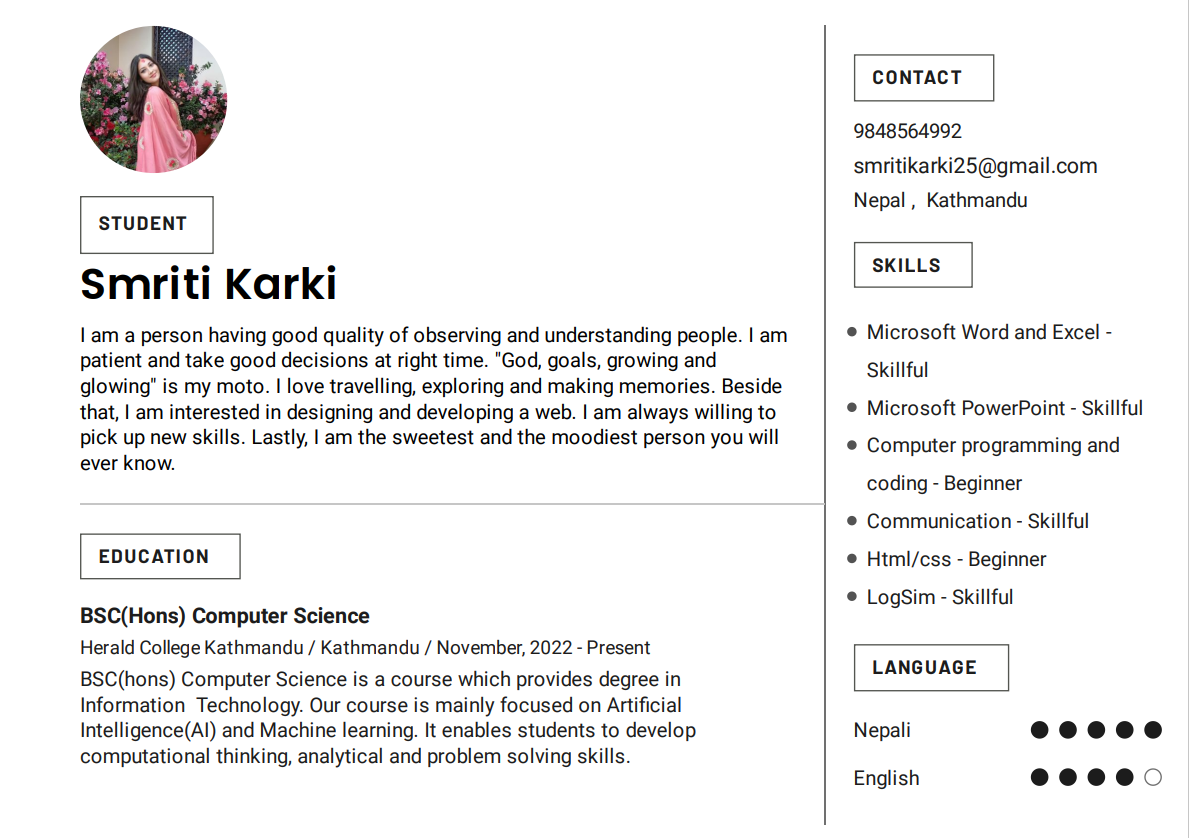 STUDENT
Smriti Karki
I am a person having good quality of observing and understanding people. I am
patient and take good decisions at right time. "God, goals, growing and
glowing" is my moto. I love travelling, exploring and making memories. Beside
that, I am interested in designing and developing a web. I am always willing to
pick up new skills. Lastly, I am the sweetest and the moodiest person you will
ever know.
EDUCATION
BSC(Hons) Computer Science
Herald College Kathmandu / Kathmandu / November, 2022 - Present
BSC(hons) Computer Science is a course which provides degree in
Information  Technology. Our course is mainly focused on Artificial
Intelligence(AI) and Machine learning. It enables students to develop
computational thinking, analytical and problem solving skills.
CONTACT
9848564992
smritikarki25@gmail.com
Nepal ,  Kathmandu
SKILLS
Microsoft Word and Excel -
Skillful
Microsoft PowerPoint - Skillful
Computer programming and
coding - Beginner
Communication - Skillful
Html/css - Beginner
LogSim - Skillful
LANGUAGE
Nepali
English